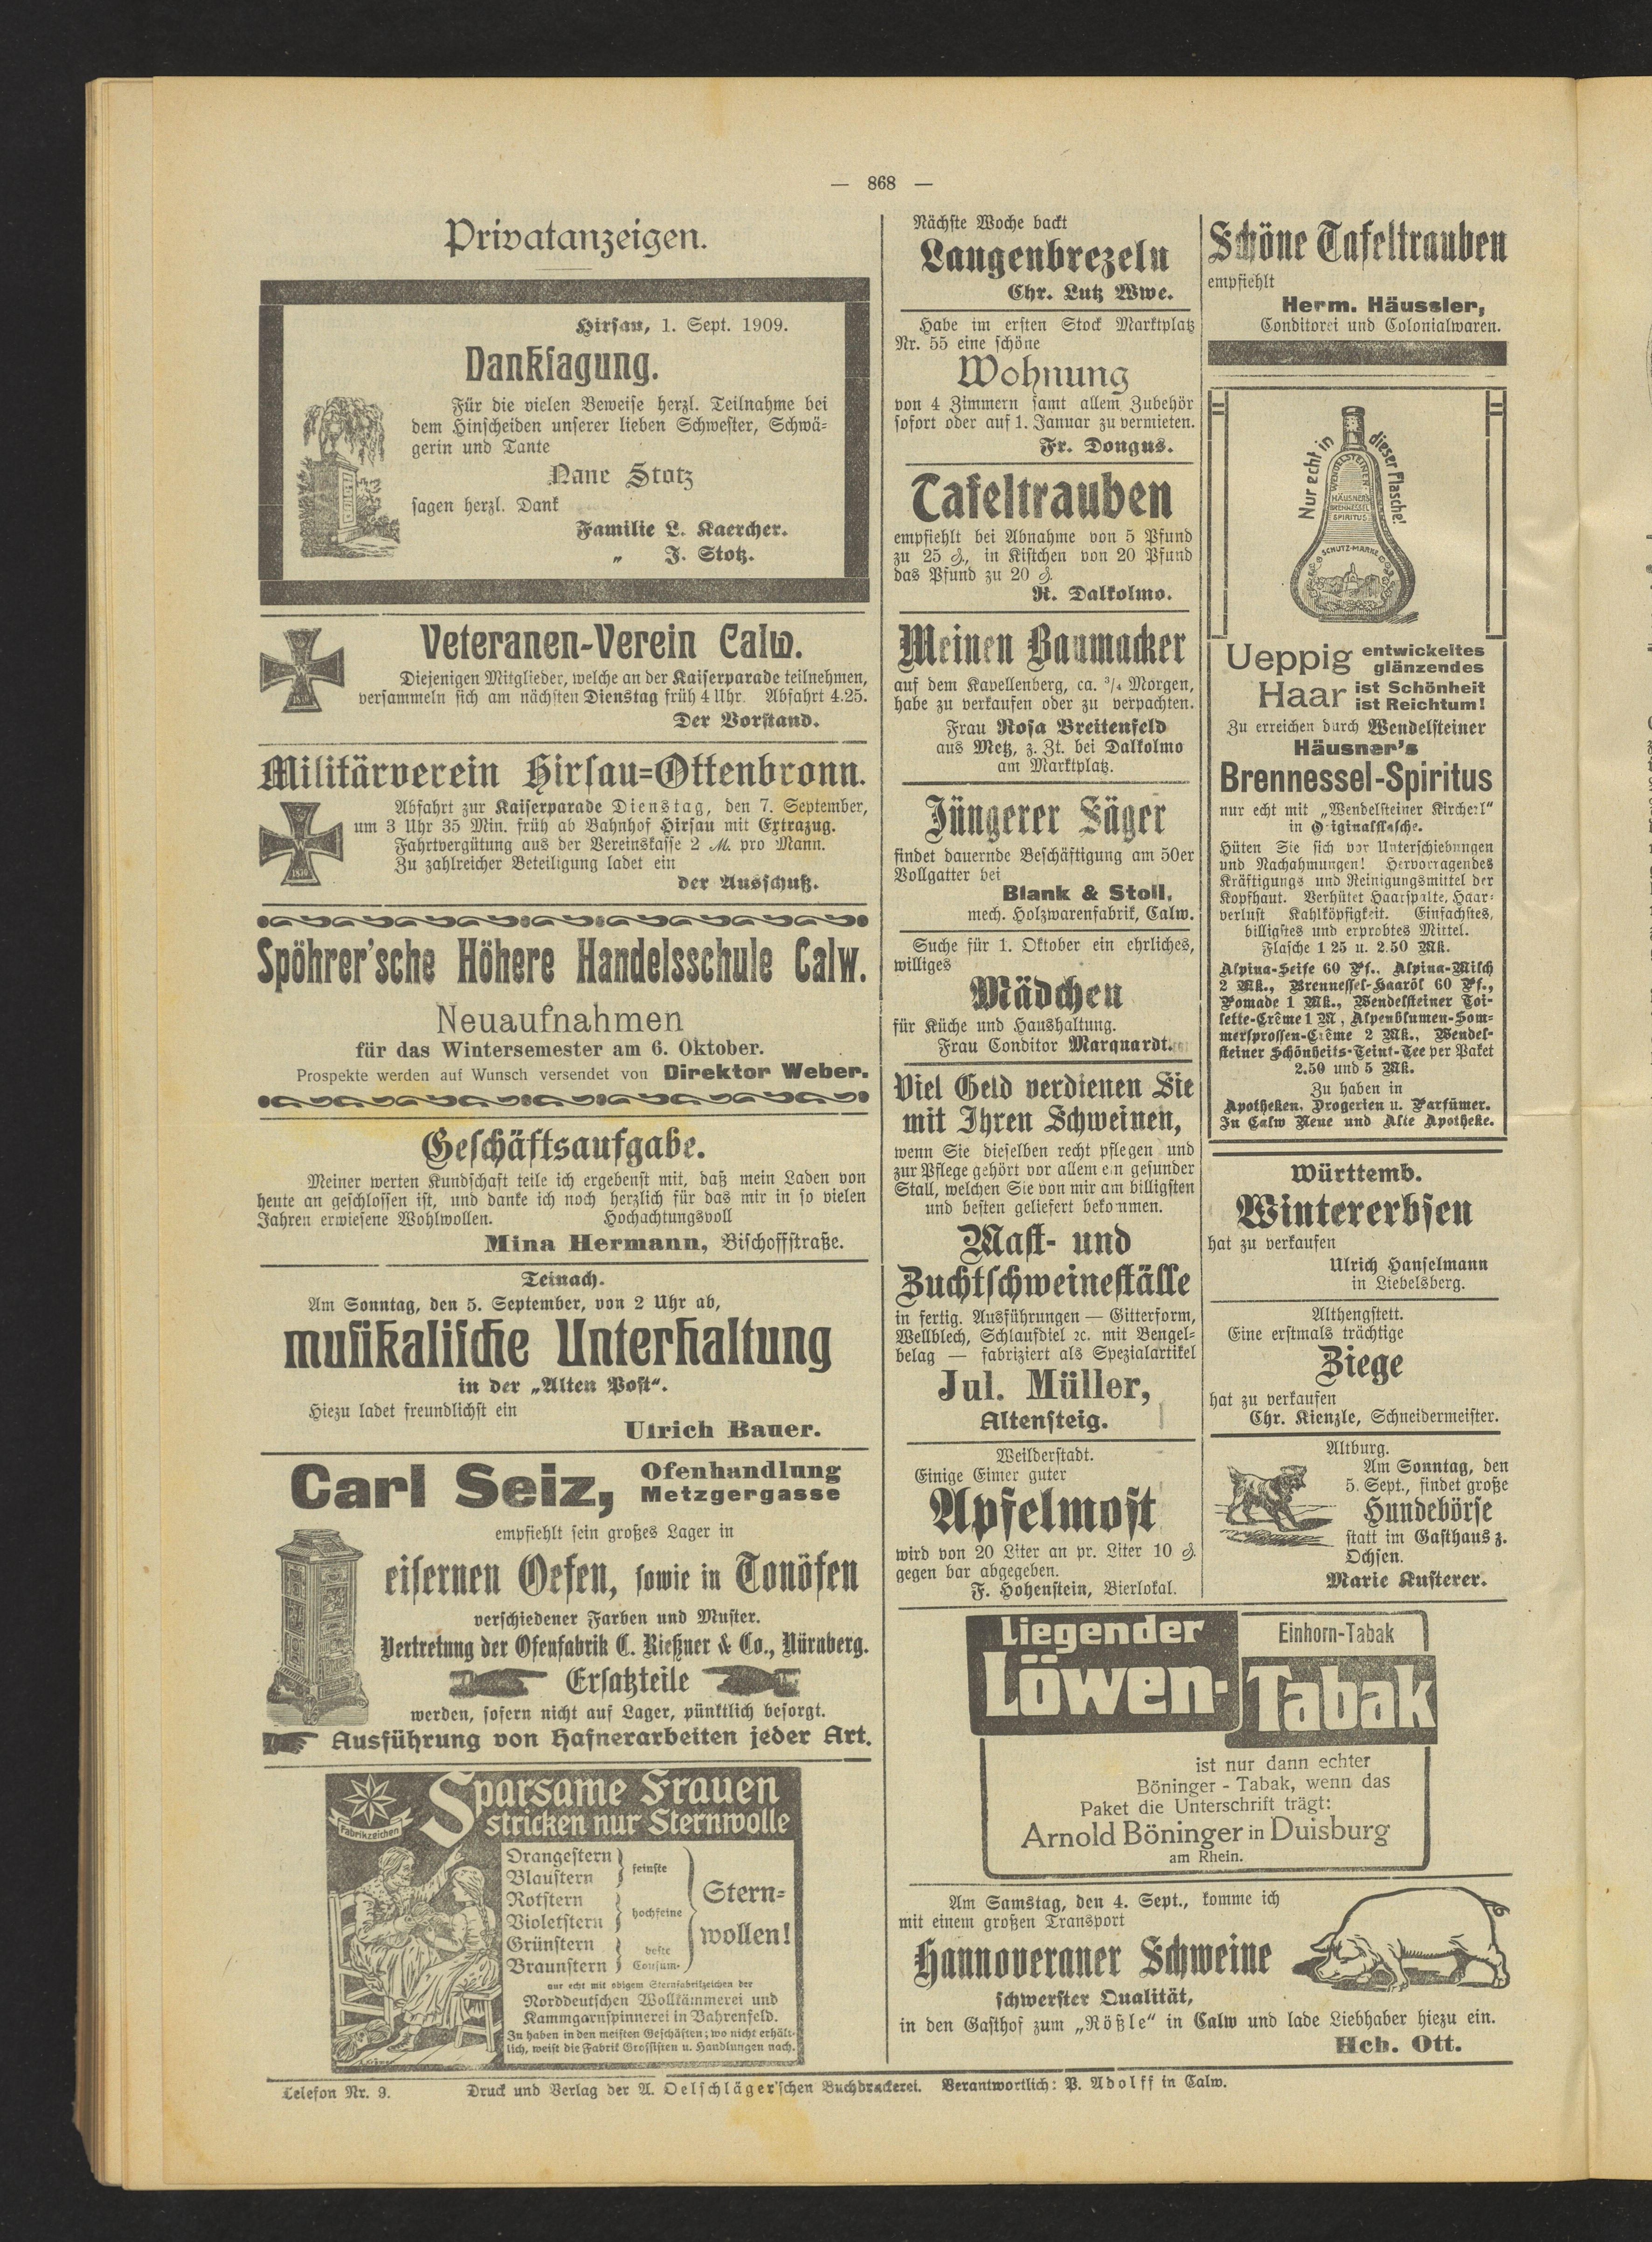 — 868 —
Privatanzeigen.
Hirsau, 1. Sept. 1909.
Danksagung.
Für die vielen Beweise herzl. Teilnahme bei
dem Hinscheiden unserer lieben Schwester, Schwä-
gerin und Tante
Nane Stotz
sagen herzl. Dank
Familie L. Kaercher.
„ J. Stotz.
Veteranen-Verein Calw.
Diejenigen Mitglieder, welche an der Kaiserparade teilnehmen,
versammeln sich am nächsten Dienstag früh 4 Uhr. Abfahrt 4.25.
Der Vorstand.
Militärverein Hirsau-Ottenbronn.
Abfahrt zur Kaiserparade Dienstag, den 7. September,
um 3 Uhr 35 Min. früh ab Bahnhof Hirsau mit Extrazug.
Fahrtvergütung aus der Vereinskasse 2 M. pro Mann.
Zu zahlreicher Beteiligung ladet ein
der Ausschuß.
1870
Spöhrer'sche Höhere Handelsschule Calw.
Neuaufnahmen
für das Wintersemester am 6. Oktober.
Prospekte werden auf Wunsch versendet von Direktor Weber.
Geschäftsaufgabe.
Meiner werten Kundschaft teile ich ergebenst mit, daß mein Laden von
heute an geschlossen ist, und danke ich noch herzlich für das mir in so vielen
Jahren erwiesene Wohlwollen. Hochachtungsvoll
Mina Hermann, Bischoffstraße.
Teinach.
Am Sonntag, den 5. September, von 2 Uhr ab,
musikalische Unterhaltung
in der „Alten Post“.
Hiezu ladet freundlichst ein
Ulrich Bauer.
Carl Seiz, Ofenhandlung
Metzgergasse
empfiehlt sein großes Lager in
eisernen Oefen, sowie in Tonöfen
verschiedener Farben und Muster.
Vertretung der Ofenfabrik C. Rießner & Co., Nürnberg.
Ersatzteile
werden, sofern nicht auf Lager, pünktlich besorgt.
Ausführung von Hafnerarbeiten jeder Art.
Fabrikzeichen
Sparsame Frauen
stricken nur Sternwolle
Orangestern
Blaustern
feinste
Rotstern
Violetstern
hochfeine
Grünstern
Braunstern
beste
Consum-
Stern-
wollen!
nur echt mit obigem Sternfabrikzeichen der
Norddeutschen Wollkämmerei und
Kammgarnspinnerei in Bahrenfeld.
Zu haben in den meisten Geschäften; wo nicht erhält-
lich, weist die Fabrik Grossisten u. Handlungen nach.
Nächste Woche backt
Laugenbrezeln
Chr. Lutz Wwe.
Habe im ersten Stock Marktplatz
Nr. 55 eine schöne
Wohnung
von 4 Zimmern samt allem Zubehör
sofort oder auf 1. Januar zu vermieten.
Fr. Dongus.
Tafeltrauben
empfiehlt bei Abnahme von 5 Pfund
zu 25 ₰, in Kistchen von 20 Pfund
das Pfund zu 20 ₰.
R. Dalkolmo.
Meinen Baumacker
auf dem Kapellenberg, ca. 3/4 Morgen,
habe zu verkaufen oder zu verpachten.
Frau Rosa Breitenfeld
aus Metz, z. Zt. bei Dalkolmo
am Marktplatz.
Jüngerer Säger
findet dauernde Beschäftigung am 50er
Vollgatter bei
Blank & Stoll,
mech. Holzwarenfabrik, Calw.
Suche für 1. Oktober ein ehrliches,
williges
Mädchen
für Küche und Haushaltung.
Frau Conditor Marquardt.
Viel Geld verdienen Sie
mit Ihren Schweinen,
wenn Sie dieselben recht pflegen und
zur Pflege gehört vor allem ein gesunder
Stall, welchen Sie von mir am billigsten
und besten geliefert bekommen.
Mast- und
Zuchtschweineställe
in fertig. Ausführungen — Gitterform,
Wellblech, Schlaufdiel ꝛc. mit Bengel-
belag — fabriziert als Spezialartikel
Jul. Müller,
Altensteig.
Weilderstadt.
Einige Eimer guter
Apfelmost
wird von 20 Liter an pr. Liter 10 ₰
gegen bar abgegeben.
F. Hohenstein, Bierlokal.
Schöne Tafeltrauben
empfiehlt
Herm. Häussler,
Conditorei und Colonialwaren.
Nur echt in dieser Flasche!
WENDELSTEINER
HÄUSNER'S
BRENNESSEL
SPIRITUS
SCHUTZ-MARKE
Ueppig entwickeltes
glänzendes
Haar ist Schönheit
ist Reichtum!
Zu erreichen durch Wendelsteiner
Häusner's
Brennessel-Spiritus
nur echt mit „Wendelsteiner Kircherl“
in Originalflasche.
Hüten Sie sich vor Unterschiebungen
und Nachahmungen! Hervorragendes
Kräftigungs und Reinigungsmittel der
Kopfhaut. Verhütet Haarspalte, Haar-
verlust Kahlköpfigkeit. Einfachstes,
billigstes und erprobtes Mittel.
Flasche 1 25 u. 2.50 Mk.
Alpina-Seife 60 Pf., Alpina-Milch
2 Mk., Brennessel-Haaröl 60 Pf.,
Pomade 1 Mk., Wendelsteiner Toi-
lette-Crême 1 M, Alpenblumen-Som-
mersprossen-Crême 2 Mk., Wendel-
steiner Schönheits-Teint-Tee per Paket
2.50 und 5 Mk.
Zu haben in
Apotheken, Drogerien u. Parfümer.
In Calw Neue und Alte Apotheke.
Württemb.
Wintererbsen
hat zu verkaufen
Ulrich Hanselmann
in Liebelsberg.
Althengstett.
Eine erstmals trächtige
Ziege
hat zu verkaufen
Chr. Kienzle, Schneidermeister.
Altburg.
Am Sonntag, den
5. Sept., findet große
Hundebörse
statt im Gasthaus z.
Ochsen.
Marie Kusterer.
Liegender
Löwen-
Einhorn-Tabak
Tabak
ist nur dann echter
Böninger - Tabak, wenn das
Paket die Unterschrift trägt:
Arnold Böninger in Duisburg
am Rhein.
Am Samstag, den 4. Sept., komme ich
mit einem großen Transport
Hannoveraner Schweine
schwerster Qualität,
in den Gasthof zum „Rößle“ in Calw und lade Liebhaber hiezu ein.
Hch. Ott.
Telefon Nr. 9. Druck und Verlag der A. Oelschläger'schen Buchdruckerei. Verantwortlich: P. Adolff in Calw.